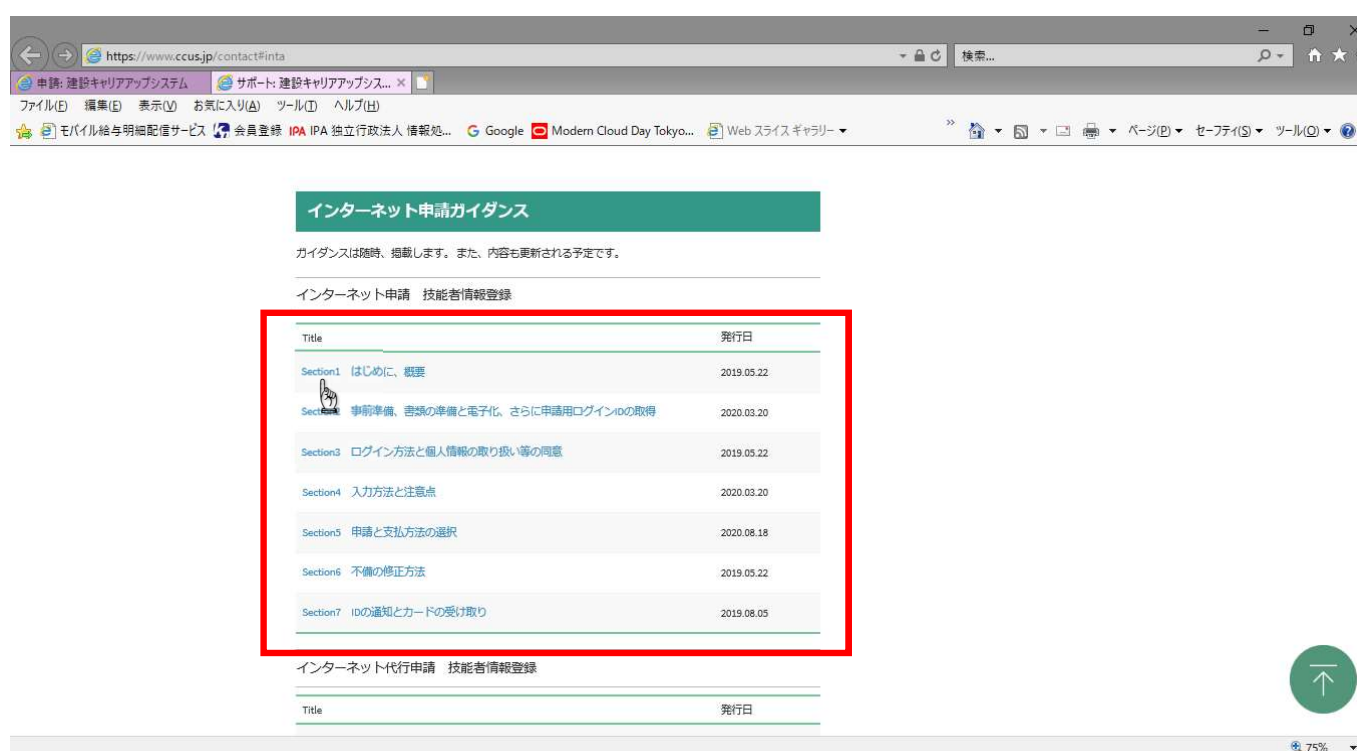 https://www.ccus.jp/contact#inta
検索...
申請: 建設キャリアアップシステム
サポート: 建設キャリアアップシス...
ファイル(F) 編集(E) 表示(V) お気に入り(A) ツール(T) ヘルプ(H)
モバイル給与明細配信サービス 会員登録 IPA IPA 独立行政法人 情報処... G Google Modern Cloud Day Tokyo... Web スライス ギャラリー ページ(P) セーフティ(S) ツール(O)
インターネット申請ガイダンス
ガイダンスは随時、掲載します。また、内容も更新される予定です。
インターネット申請 技能者情報登録
Title 発行日
Section1 はじめに、概要 2019.05.22
事前準備、書類の準備と電子化、さらに申請用ログインIDの取得 2020.03.20
Section3 ログイン方法と個人情報の取り扱い等の同意 2019.05.22
Section4 入力方法と注意点 2020.03.20
Section5 申請と支払方法の選択 2020.08.18
Section6 不備の修正方法 2019.05.22
Section7 IDの通知とカードの受け取り 2019.08.05
インターネット代行申請 技能者情報登録
Title 発行日
75%